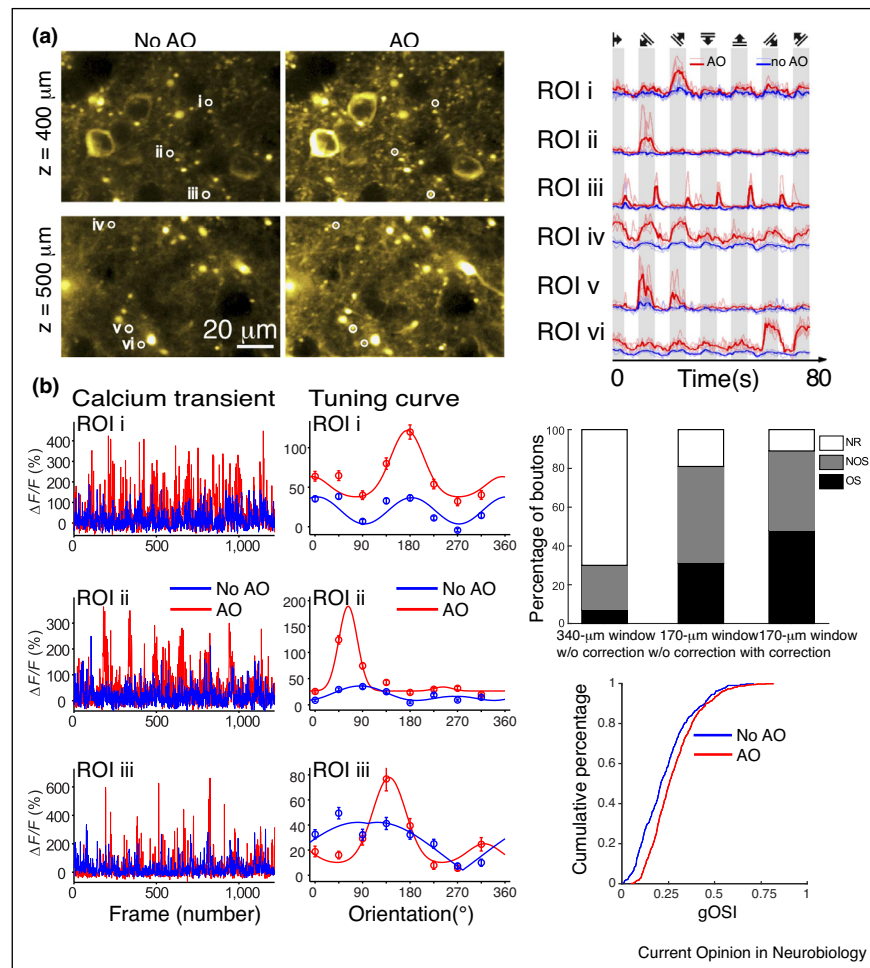 (a)
No AO
AO
z = 400 μm
i
ii
iii
z = 500 μm
iv
v
vi
20 μm
AO
no AO
ROI i
ROI ii
ROI iii
ROI iv
ROI v
ROI vi
0 Time(s) 80
(b)
Calcium transient
Tuning curve
ROI i
ΔF/F (%)
400
300
200
100
0
0 500 1,000
ROI i
100
50
0
0 90 180 270 360
ROI ii
No AO
AO
ΔF/F (%)
300
200
100
0
0 500 1,000
ROI ii
No AO
AO
200
150
100
50
0
0 90 180 270 360
ROI iii
ΔF/F (%)
600
400
200
0
0 500 1,000
Frame (number)
ROI iii
80
60
40
20
0
0 90 180 270 360
Orientation(°)
Percentage of boutons
100
80
60
40
20
0
NR
NOS
OS
340-μm window 170-μm window 170-μm window
w/o correction w/o correction with correction
Cumulative percentage
1
0.8
0.6
0.4
0.2
0
No AO
AO
0 0.25 0.5 0.75 1
gOSI
Current Opinion in Neurobiology